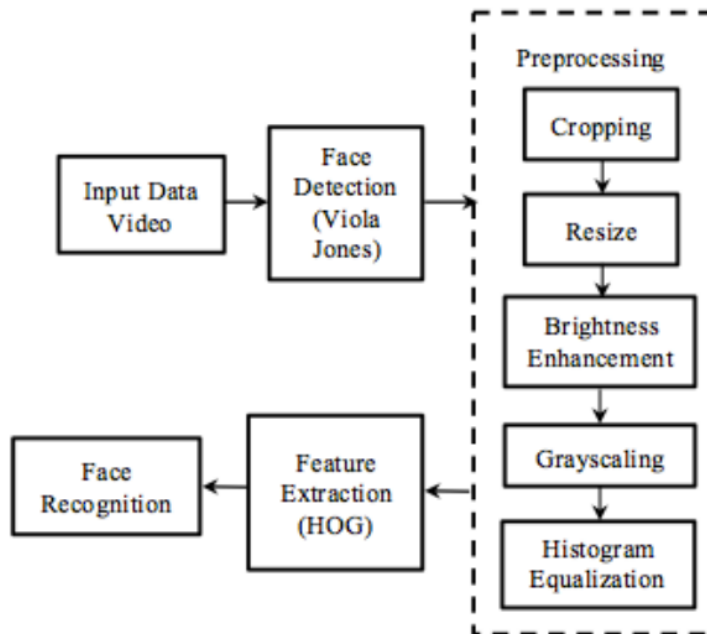 Input Data
Video
Face
Detection
(Viola
Jones)
Preprocessing
Cropping
Resize
Brightness
Enhancement
Grayscaling
Histogram
Equalization
Feature
Extraction
(HOG)
Face
Recognition